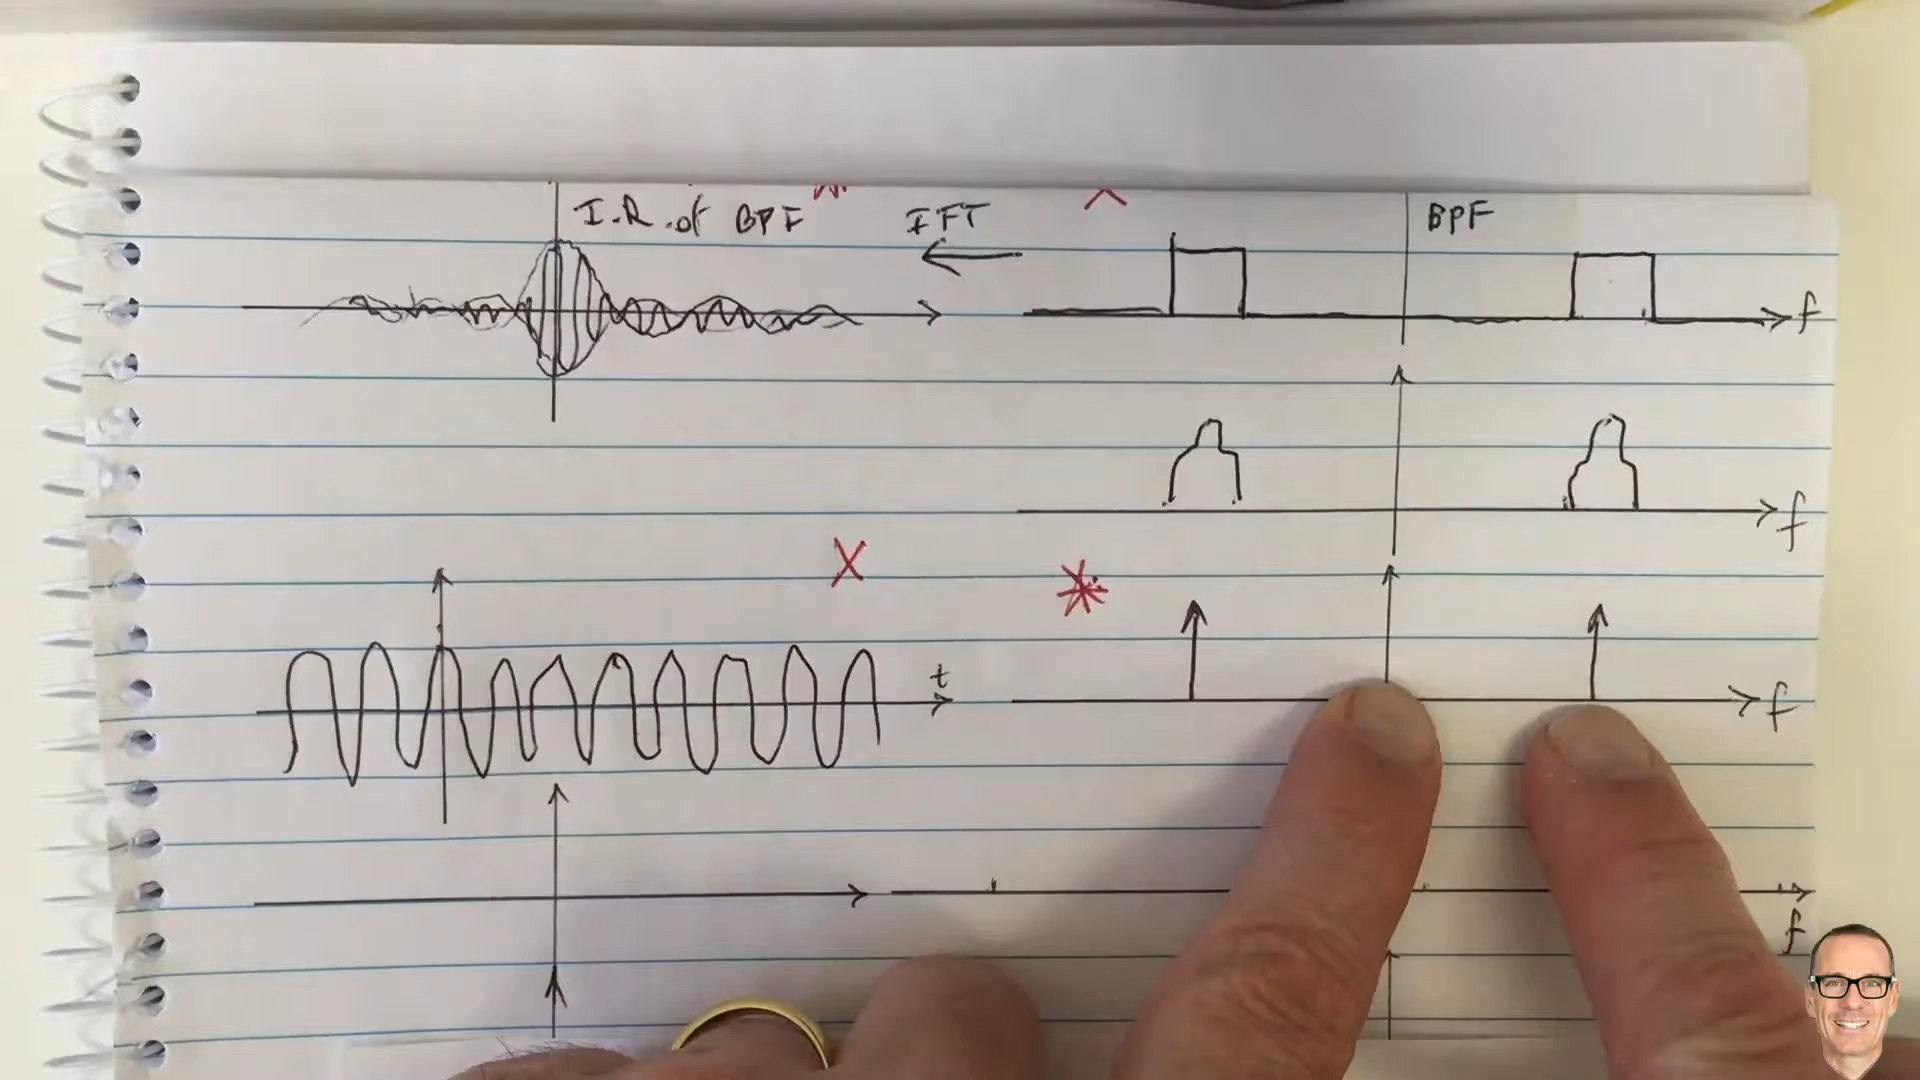 I.R. of BPF IFT BPF
f
f
X *
t f
f